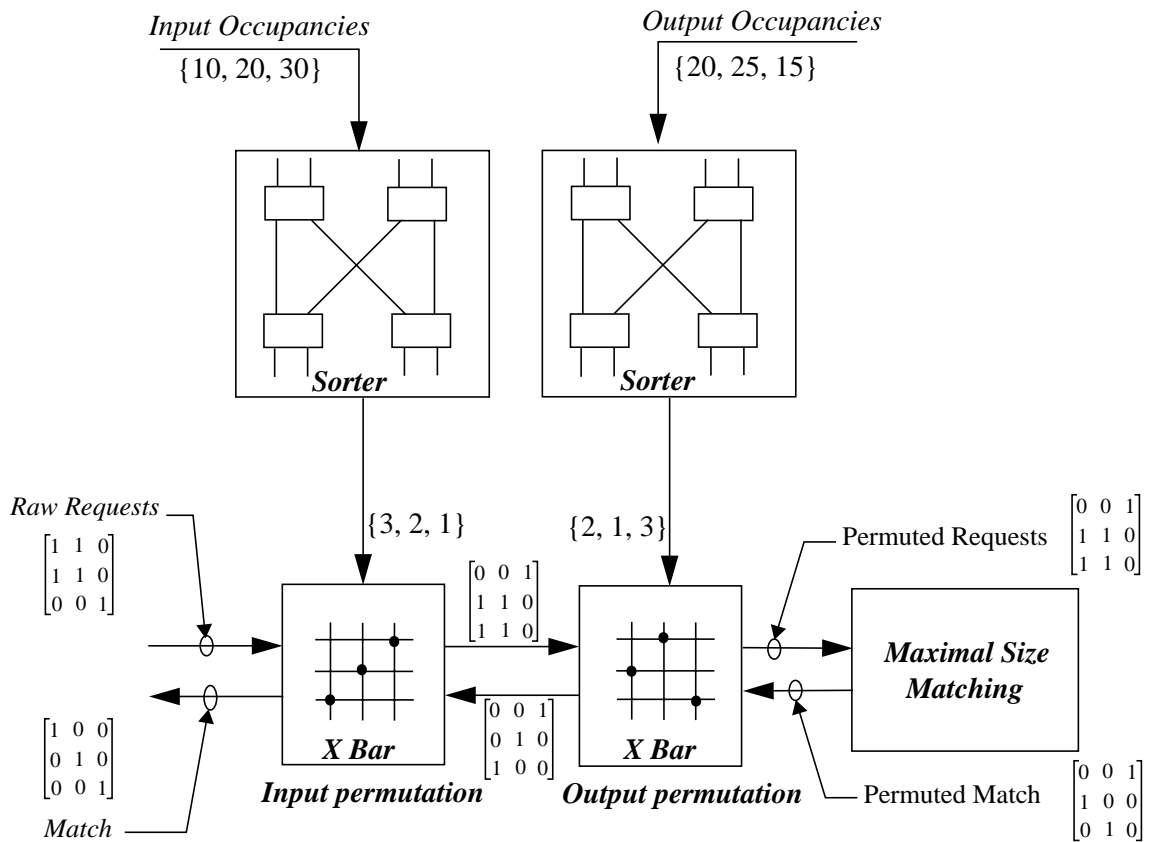 Input Occupancies
{10, 20, 30}
Output Occupancies
{20, 25, 15}
Sorter
Sorter
Raw Requests
1 1 0
1 1 0
0 0 1
{3, 2, 1}
{2, 1, 3}
Permuted Requests
0 0 1
1 1 0
1 1 0
0 0 1
1 1 0
1 1 0
Maximal Size
Matching
X Bar
Input permutation
0 0 1
0 1 0
1 0 0
X Bar
Output permutation
1 0 0
0 1 0
0 0 1
Match
Permuted Match
0 0 1
1 0 0
0 1 0